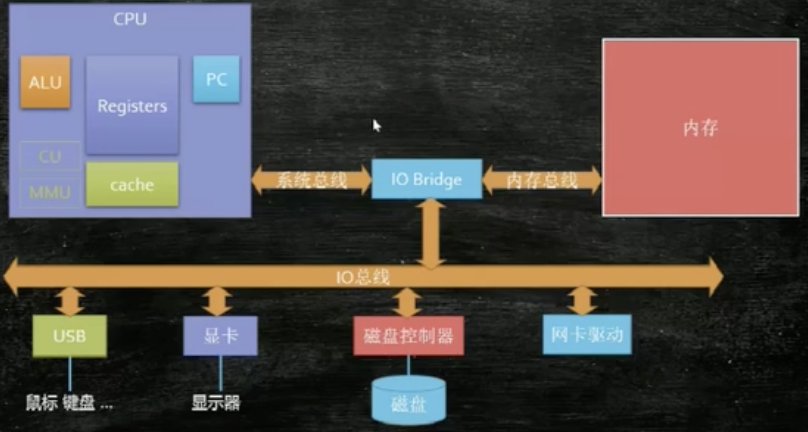 CPU
ALU
Registers
PC
CU
MMU
cache
内存
系统总线
IO Bridge
内存总线
IO总线
USB
显卡
磁盘控制器
网卡驱动
鼠标 键盘 ...
显示器
磁盘